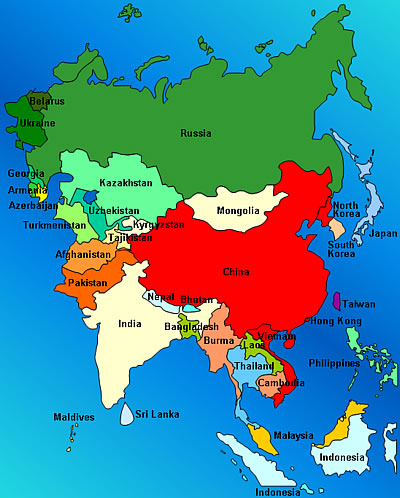 Belarus
Ukraine
Russia
Georgia
Armenia
Azerbaijan
Kazakhstan
Uzbekistan
Turkmenistan
Kyrgyzstan
Tajikistan
Mongolia
North
Korea
South
Korea
Japan
Afghanistan
China
Pakistan
Nepal
Bhutan
Taiwan
India
Bangladesh
Hong Kong
Burma
Laos
Vietnam
Thailand
Philippines
Cambodia
Maldives
Sri Lanka
Malaysia
Indonesia
Indonesia